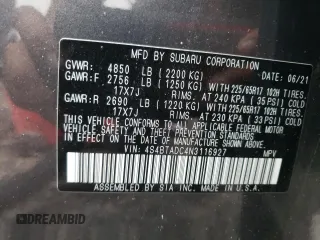 MFD BY SUBARU CORPORATION
GVWR: 4850 LB (2200 KG) DATE: 06/21
GAWR:F 2756 LB (1250 KG) WITH 225/65R17 102H TIRES,
17X7J RIMS, AT 240 KPA ( 35 PSI) COLD
GAWR:R 2690 LB (1220 KG) WITH 225/65R17 102H TIRES,
17X7J RIMS, AT 230 KPA ( 33 PSI) COLD
THIS VEHICLE CONFORMS TO ALL APPLICABLE
FEDERAL MOTOR VEHICLE SAFETY, BUMPER, AND
THEFT PREVENTION STANDARDS IN EFFECT ON THE
DATE OF MANUFACTURE SHOWN ABOVE.
VIN: 4S4BTADC4N3116927 MPV
ASSEMBLED BY SIA INC. MADE IN U.S.A.
© DREAMBID